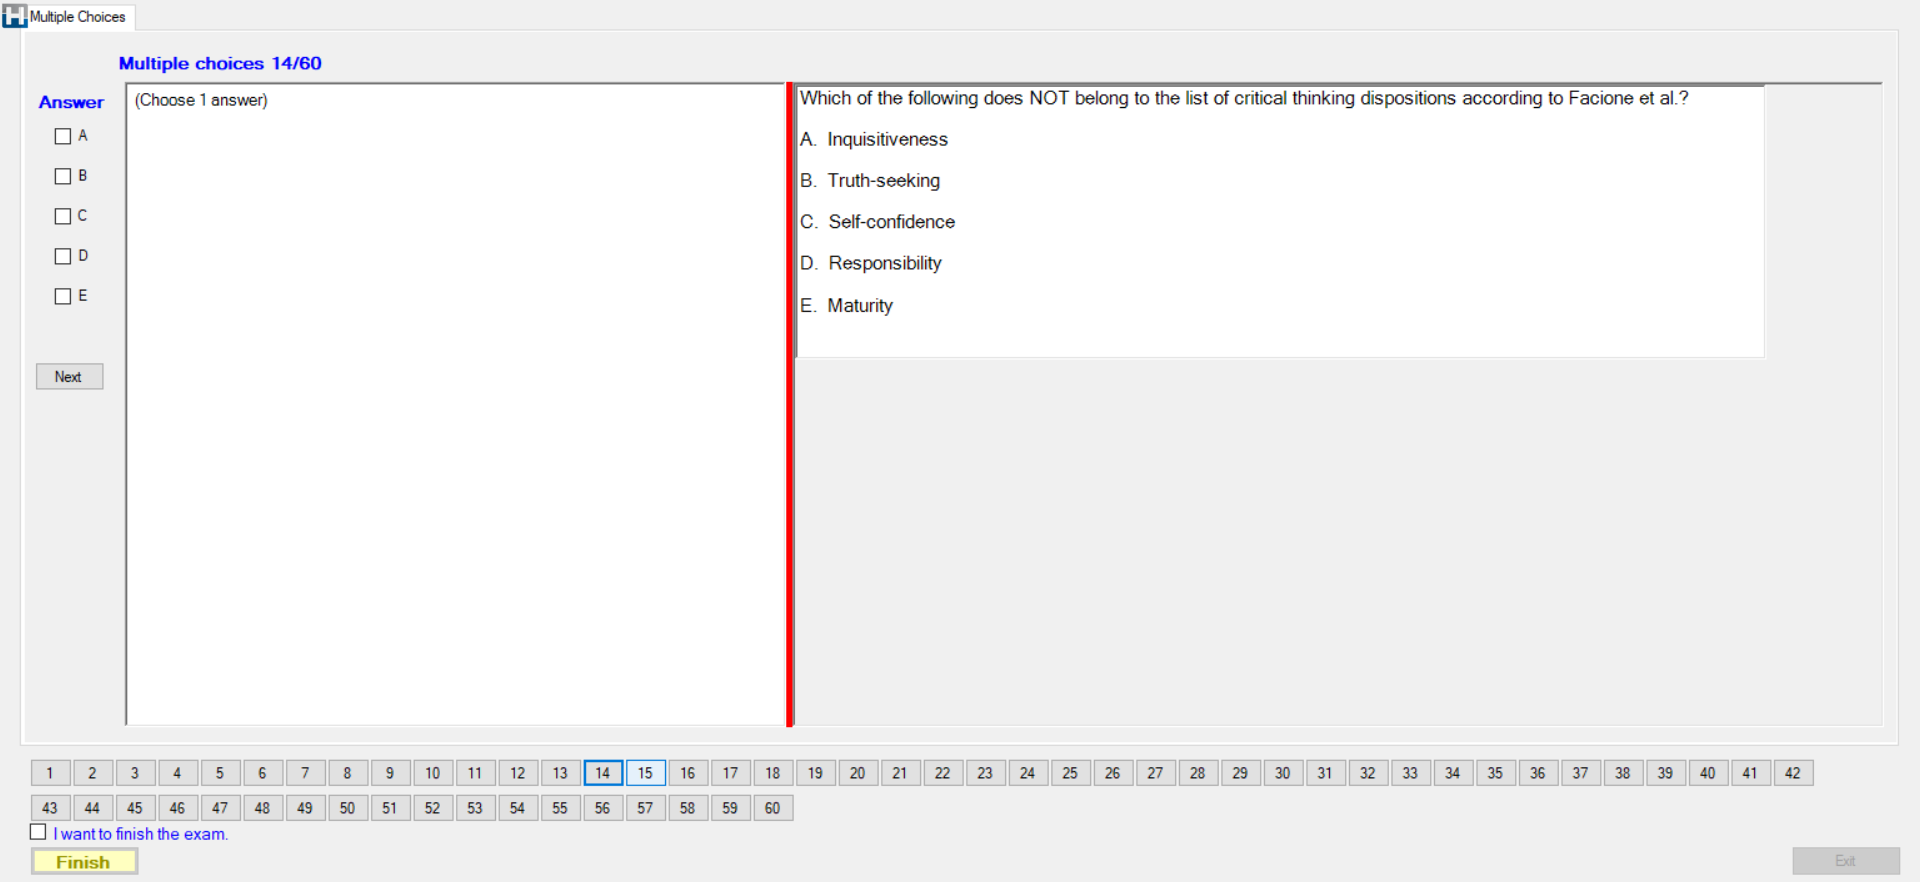 Multiple Choices
Multiple choices 14/60
Answer
A
B
C
D
E
Next
(Choose 1 answer)
Which of the following does NOT belong to the list of critical thinking dispositions according to Facione et al.?
A. Inquisitiveness
B. Truth-seeking
C. Self-confidence
D. Responsibility
E. Maturity
1 2 3 4 5 6 7 8 9 10 11 12 13 14 15 16 17 18 19 20 21 22 23 24 25 26 27 28 29 30 31 32 33 34 35 36 37 38 39 40 41 42
43 44 45 46 47 48 49 50 51 52 53 54 55 56 57 58 59 60
I want to finish the exam.
Finish
Exit